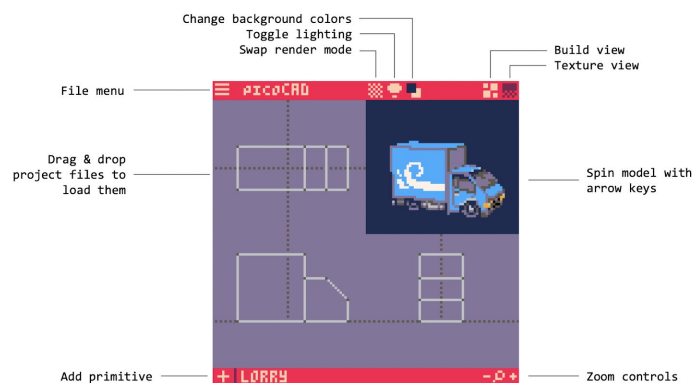 Change background colors
Toggle lighting
Swap render mode
Build view
Texture view
File menu
picoCAD
Drag & drop
project files to
load them
Spin model with
arrow keys
Add primitive
LORRY
Zoom controls